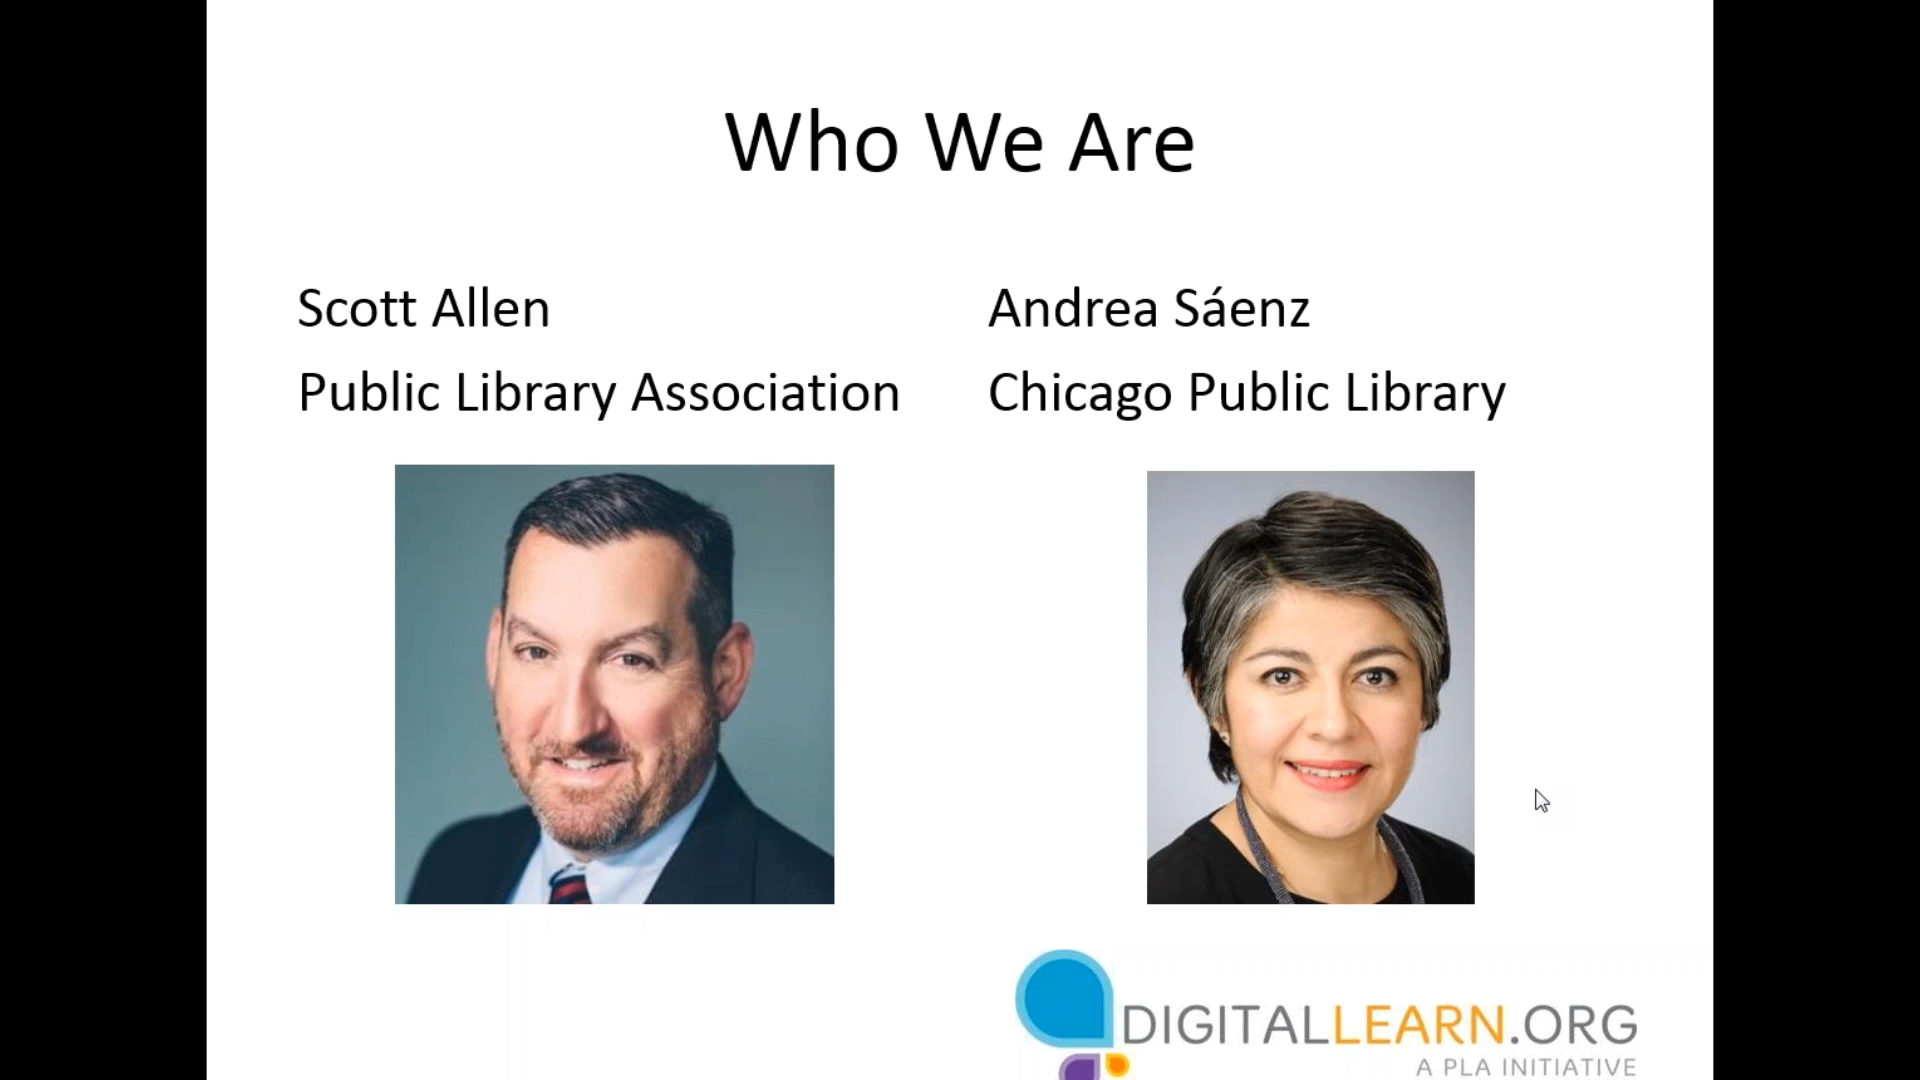 Who We Are
Scott Allen
Public Library Association
Andrea Sáenz
Chicago Public Library
DIGITALLEARN.ORG
A PLA INITIATIVE